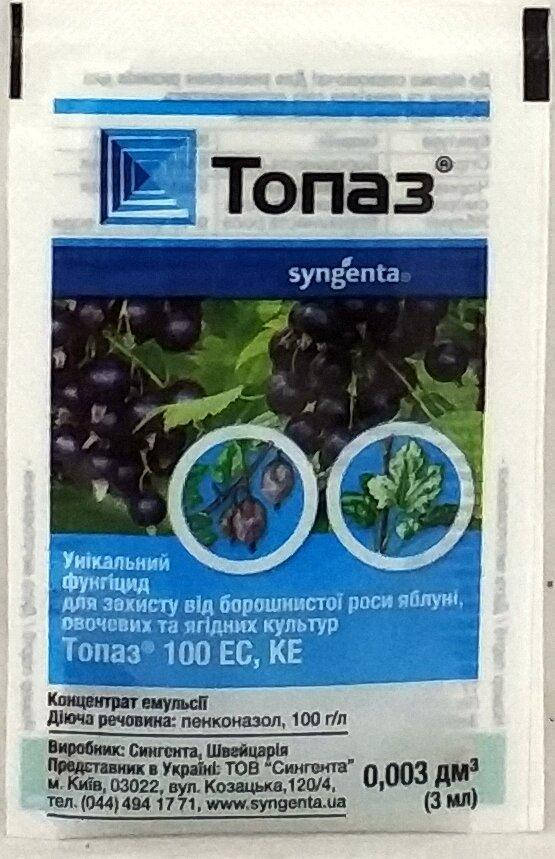 Топаз®
syngenta®
Унікальний
фунгіцид
для захисту від борошнистої роси яблуні,
овочевих та ягідних культур
Топаз® 100 ЕС, КЕ
Концентрат емульсії
Діюча речовина: пенконазол, 100 г/л
Виробник: Сингента, Швейцарія
Представник в Україні: ТОВ "Сингента"
м. Київ, 03022, вул. Козацька,120/4,
тел. (044) 494 17 71, www.syngenta.ua
0,003 дм³
(3 мл)